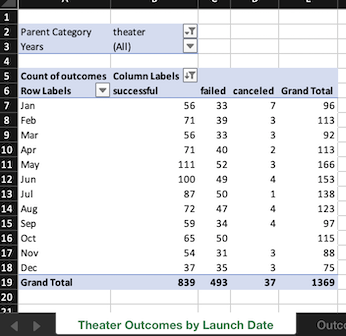 1
2 Parent Category theater
3 Years (All)
4
5 Count of outcomes Column Labels
6 Row Labels successful failed canceled Grand Total
7 Jan 56 33 7 96
8 Feb 71 39 3 113
9 Mar 56 33 3 92
10 Apr 71 40 2 113
11 May 111 52 3 166
12 Jun 100 49 4 153
13 Jul 87 50 1 138
14 Aug 72 47 4 123
15 Sep 59 34 4 97
16 Oct 65 50 115
17 Nov 54 31 3 88
18 Dec 37 35 3 75
19 Grand Total 839 493 37 1369
20
21
Theater Outcomes by Launch Date Outco